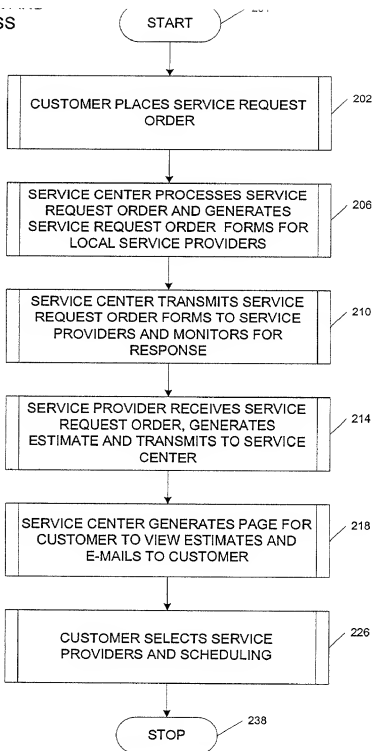 SS
START
CUSTOMER PLACES SERVICE REQUEST
ORDER
202
SERVICE CENTER PROCESSES SERVICE
REQUEST ORDER AND GENERATES
SERVICE REQUEST ORDER FORMS FOR
LOCAL SERVICE PROVIDERS
206
SERVICE CENTER TRANSMITS SERVICE
REQUEST ORDER FORMS TO SERVICE
PROVIDERS AND MONITORS FOR
RESPONSE
210
SERVICE PROVIDER RECEIVES SERVICE
REQUEST ORDER, GENERATES
ESTIMATE AND TRANSMITS TO SERVICE
CENTER
214
SERVICE CENTER GENERATES PAGE FOR
CUSTOMER TO VIEW ESTIMATES AND
E-MAILS TO CUSTOMER
218
CUSTOMER SELECTS SERVICE
PROVIDERS AND SCHEDULING
226
STOP
238